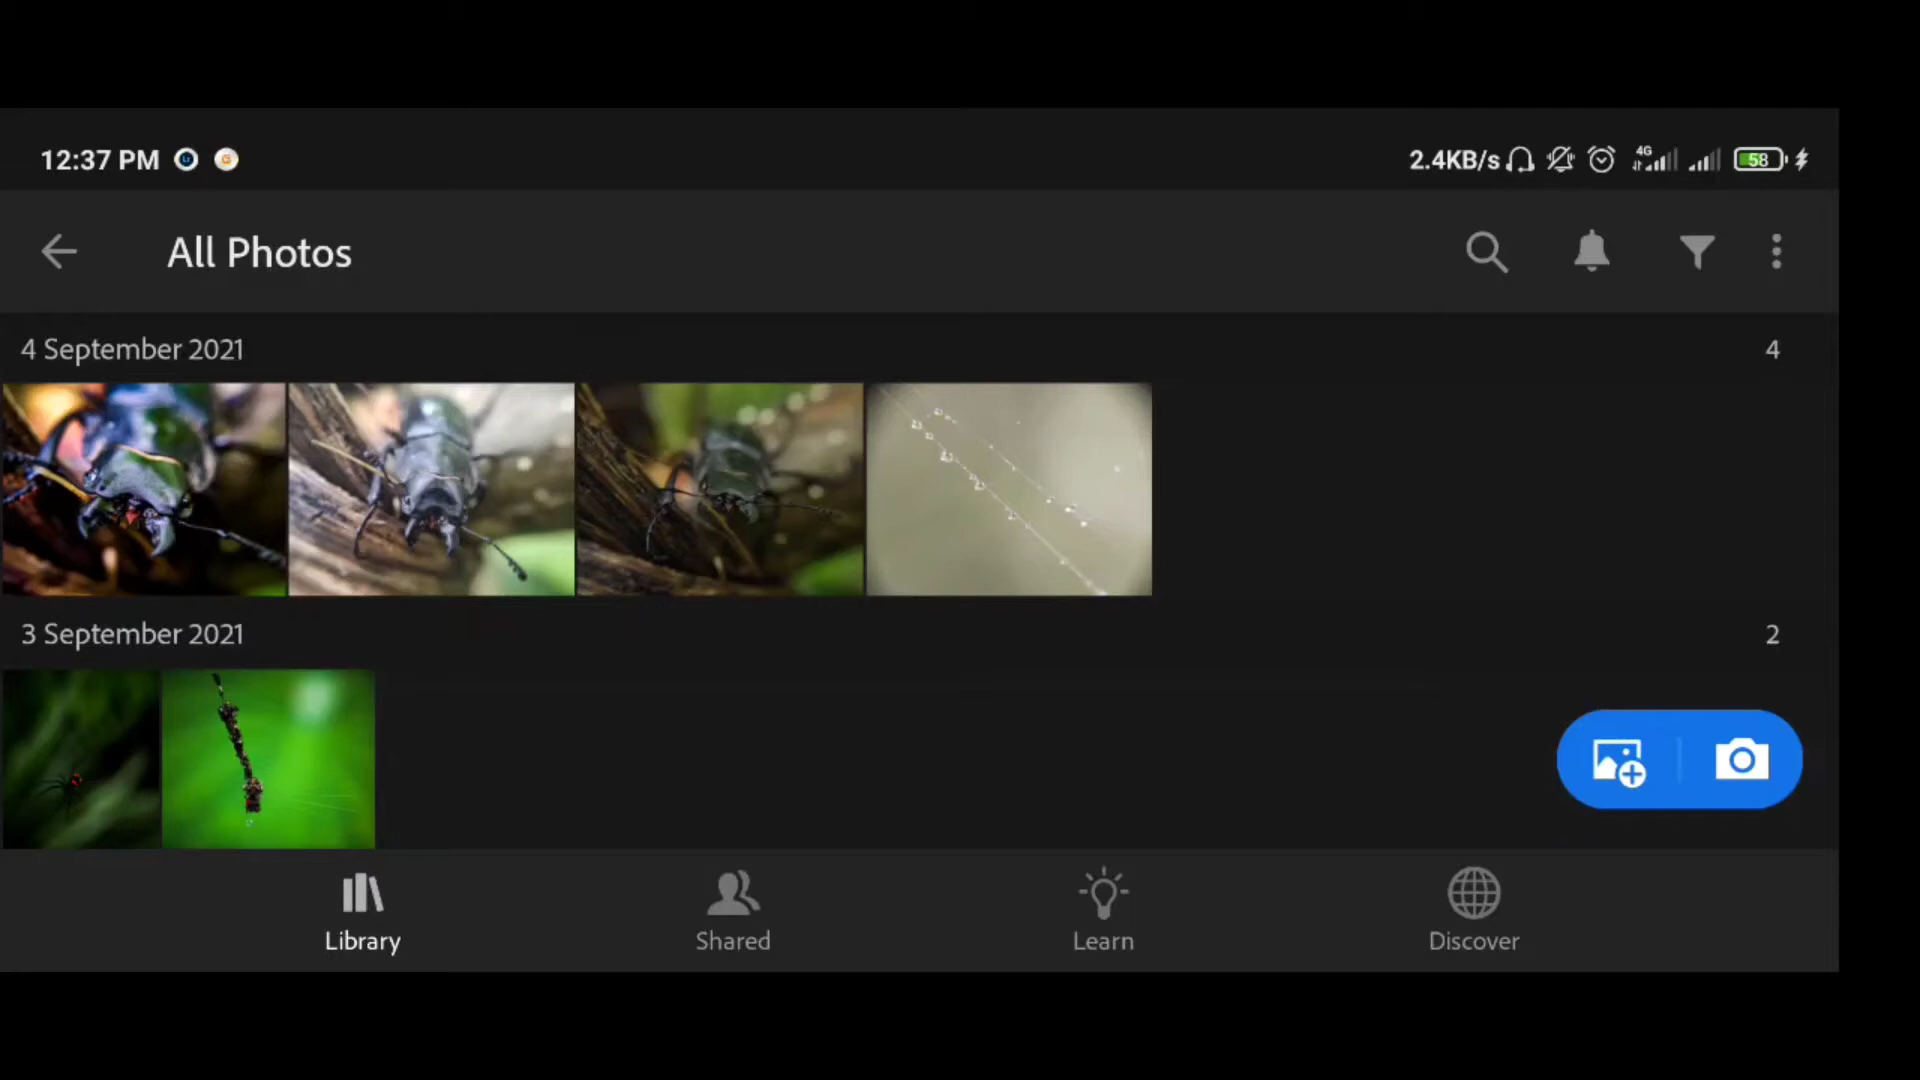 12:37 PM
2.4KB/s
4G
58
All Photos
4 September 2021
4
3 September 2021
2
Library
Shared
Learn
Discover